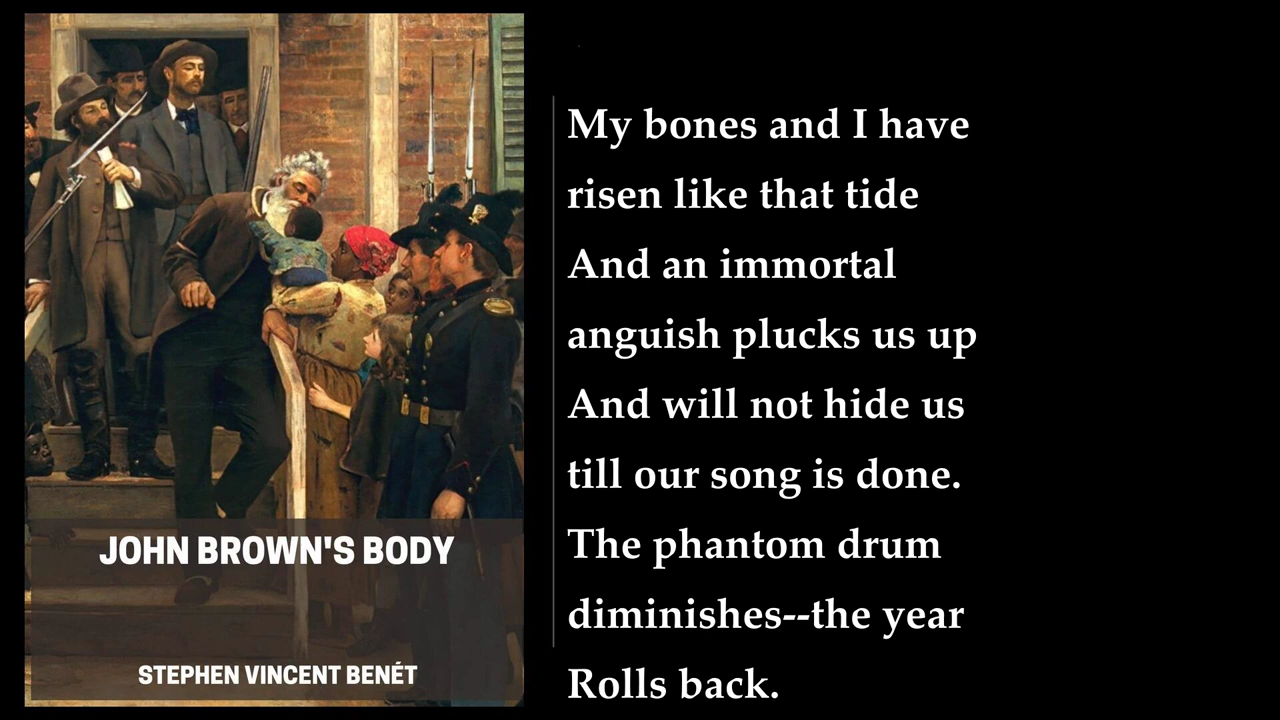 JOHN BROWN'S BODY
STEPHEN VINCENT BENÉT
My bones and I have
risen like that tide
And an immortal
anguish plucks us up
And will not hide us
till our song is done.
The phantom drum
diminishes--the year
Rolls back.